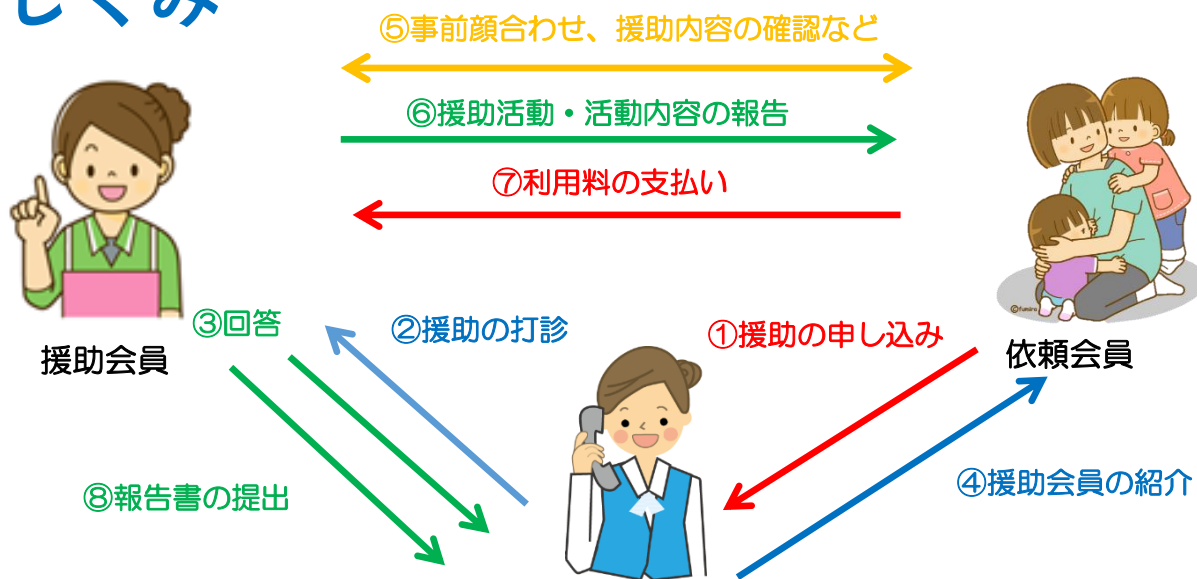 しくみ
⑤事前顔合わせ、援助内容の確認など
⑥援助活動・活動内容の報告
⑦利用料の支払い
③回答
②援助の打診
①援助の申し込み
援助会員
依頼会員
④援助会員の紹介
⑧報告書の提出